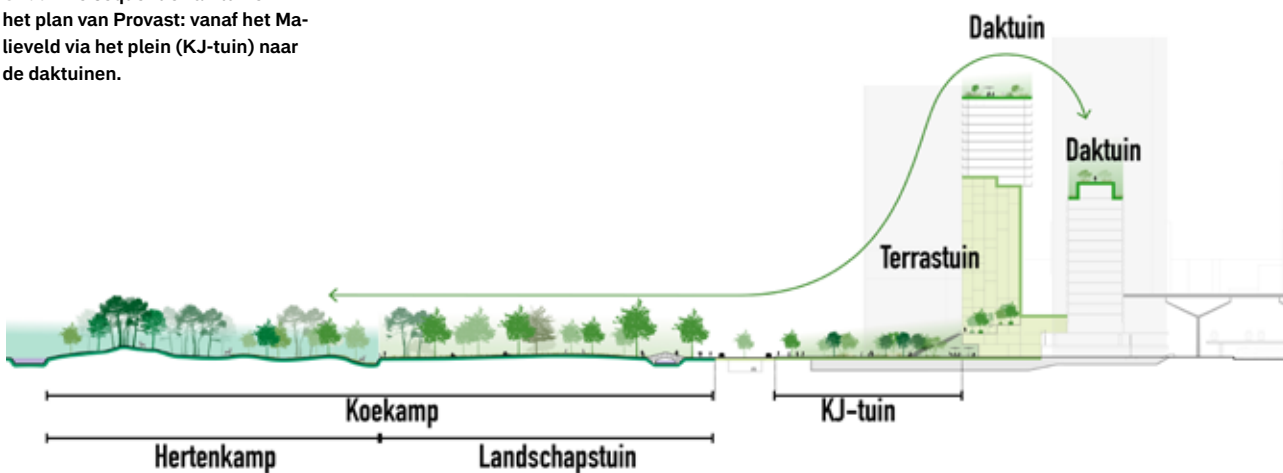 het plan van Provast: vanaf het Ma-
lieveld via het plein (KJ-tuin) naar
de daktuinen.
Daktuin
Daktuin
Terrastuin
Koekamp
KJ-tuin
Hertenkamp
Landschapstuin